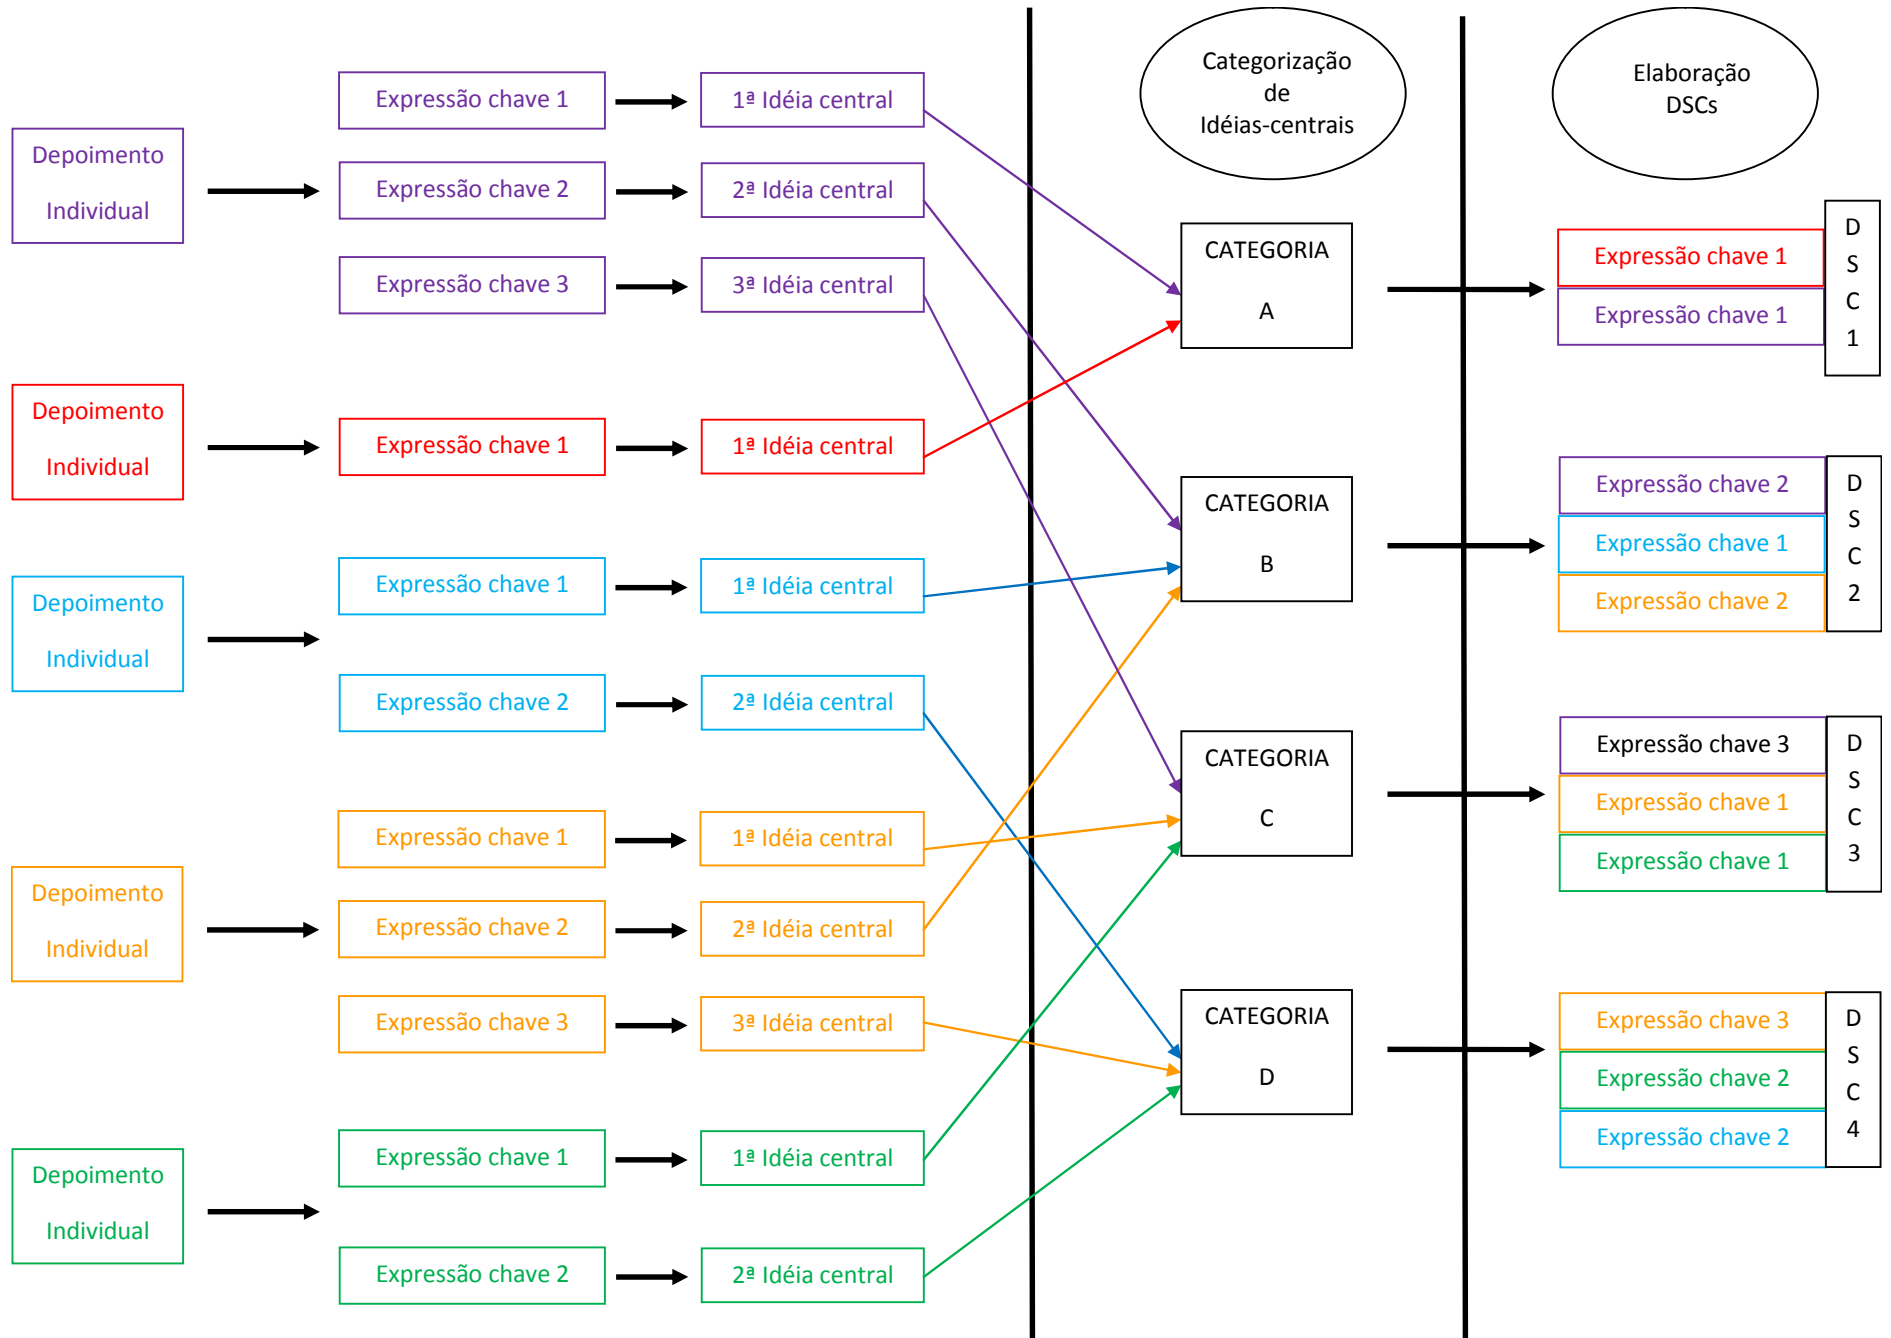 Depoimento
Individual
Expressão chave 1
1ª Idéia central
Expressão chave 2
2ª Idéia central
Expressão chave 3
3ª Idéia central
Depoimento
Individual
Expressão chave 1
1ª Idéia central
Depoimento
Individual
Expressão chave 1
1ª Idéia central
Expressão chave 2
2ª Idéia central
Depoimento
Individual
Expressão chave 1
1ª Idéia central
Expressão chave 2
2ª Idéia central
Expressão chave 3
3ª Idéia central
Depoimento
Individual
Expressão chave 1
1ª Idéia central
Expressão chave 2
2ª Idéia central
Categorização
de
Idéias-centrais
CATEGORIA
A
CATEGORIA
B
CATEGORIA
C
CATEGORIA
D
Elaboração
DSCs
Expressão chave 1
Expressão chave 1
D
S
C
1
Expressão chave 2
Expressão chave 1
Expressão chave 2
D
S
C
2
Expressão chave 3
Expressão chave 1
Expressão chave 1
D
S
C
3
Expressão chave 3
Expressão chave 2
Expressão chave 2
D
S
C
4